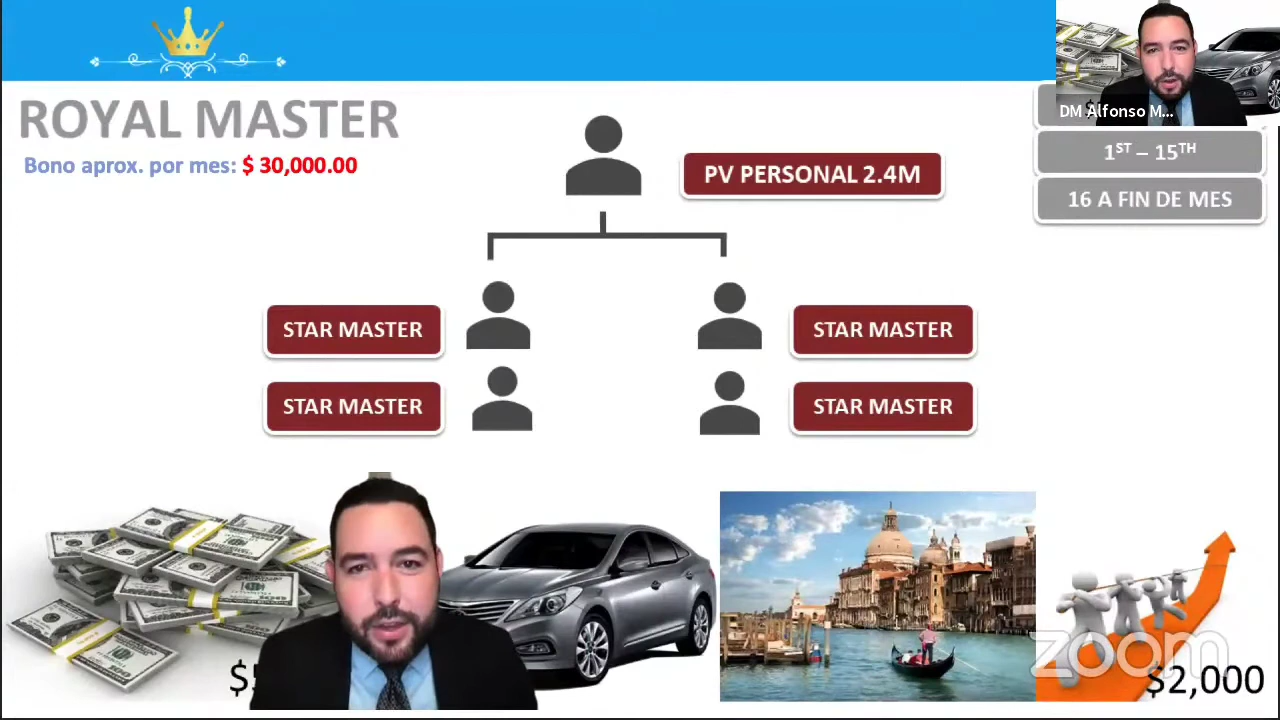 ROYAL MASTER
Bono aprox. por mes: $ 30,000.00
PV PERSONAL 2.4M
DM Alfonso M...
1ST – 15TH
16 A FIN DE MES
STAR MASTER
STAR MASTER
STAR MASTER
STAR MASTER
zoom
$2,000